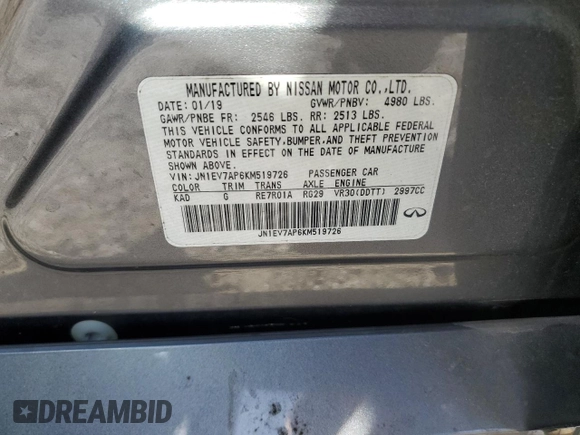 MANUFACTURED BY NISSAN MOTOR CO.,LTD.
DATE: 01/19 GVWR/PNBV: 4980 LBS.
GAWR/PNBE FR: 2546 LBS. RR: 2513 LBS.
THIS VEHICLE CONFORMS TO ALL APPLICABLE FEDERAL
MOTOR VEHICLE SAFETY,BUMPER,AND THEFT PREVENTION
STANDARDS IN EFFECT ON THE DATE OF MANUFACTURE
SHOWN ABOVE.
VIN: JN1EV7AP6KM519726 PASSENGER CAR
COLOR TRIM TRANS AXLE ENGINE
KAD G RE7R01A RG29 VR30(DDTT) 2997CC
JN1EV7AP6KM519726
DREAMBID